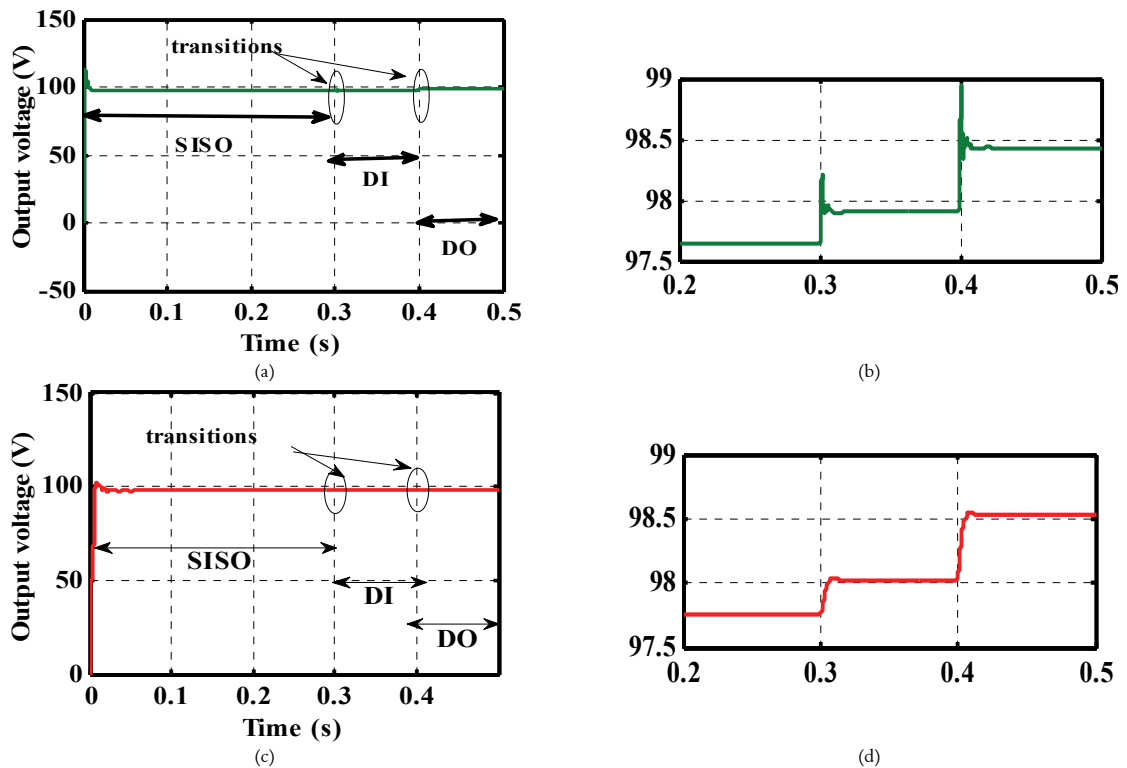 150
100
50
0
-50
Output voltage (V)
transitions
SISO
DI
DO
0 0.1 0.2 0.3 0.4 0.5
Time (s)
(a)
99
98.5
98
97.5
0.2 0.3 0.4 0.5
(b)
150
100
50
0
Output voltage (V)
transitions
SISO
DI
DO
0 0.1 0.2 0.3 0.4
Time (s)
(c)
99
98.5
98
97.5
0.2 0.3 0.4 0.5
(d)